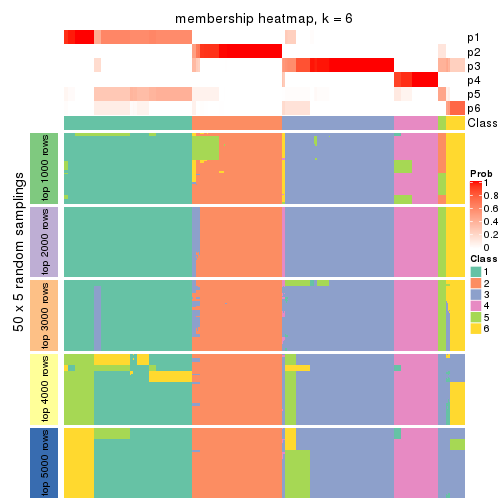 membership heatmap, k = 6
p1
p2
p3
p4
p5
p6
Class
50 x 5 random samplings
top 1000 rows
top 2000 rows
top 3000 rows
top 4000 rows
top 5000 rows
Prob
1
0.8
0.6
0.4
0.2
0
Class
1
2
3
4
5
6